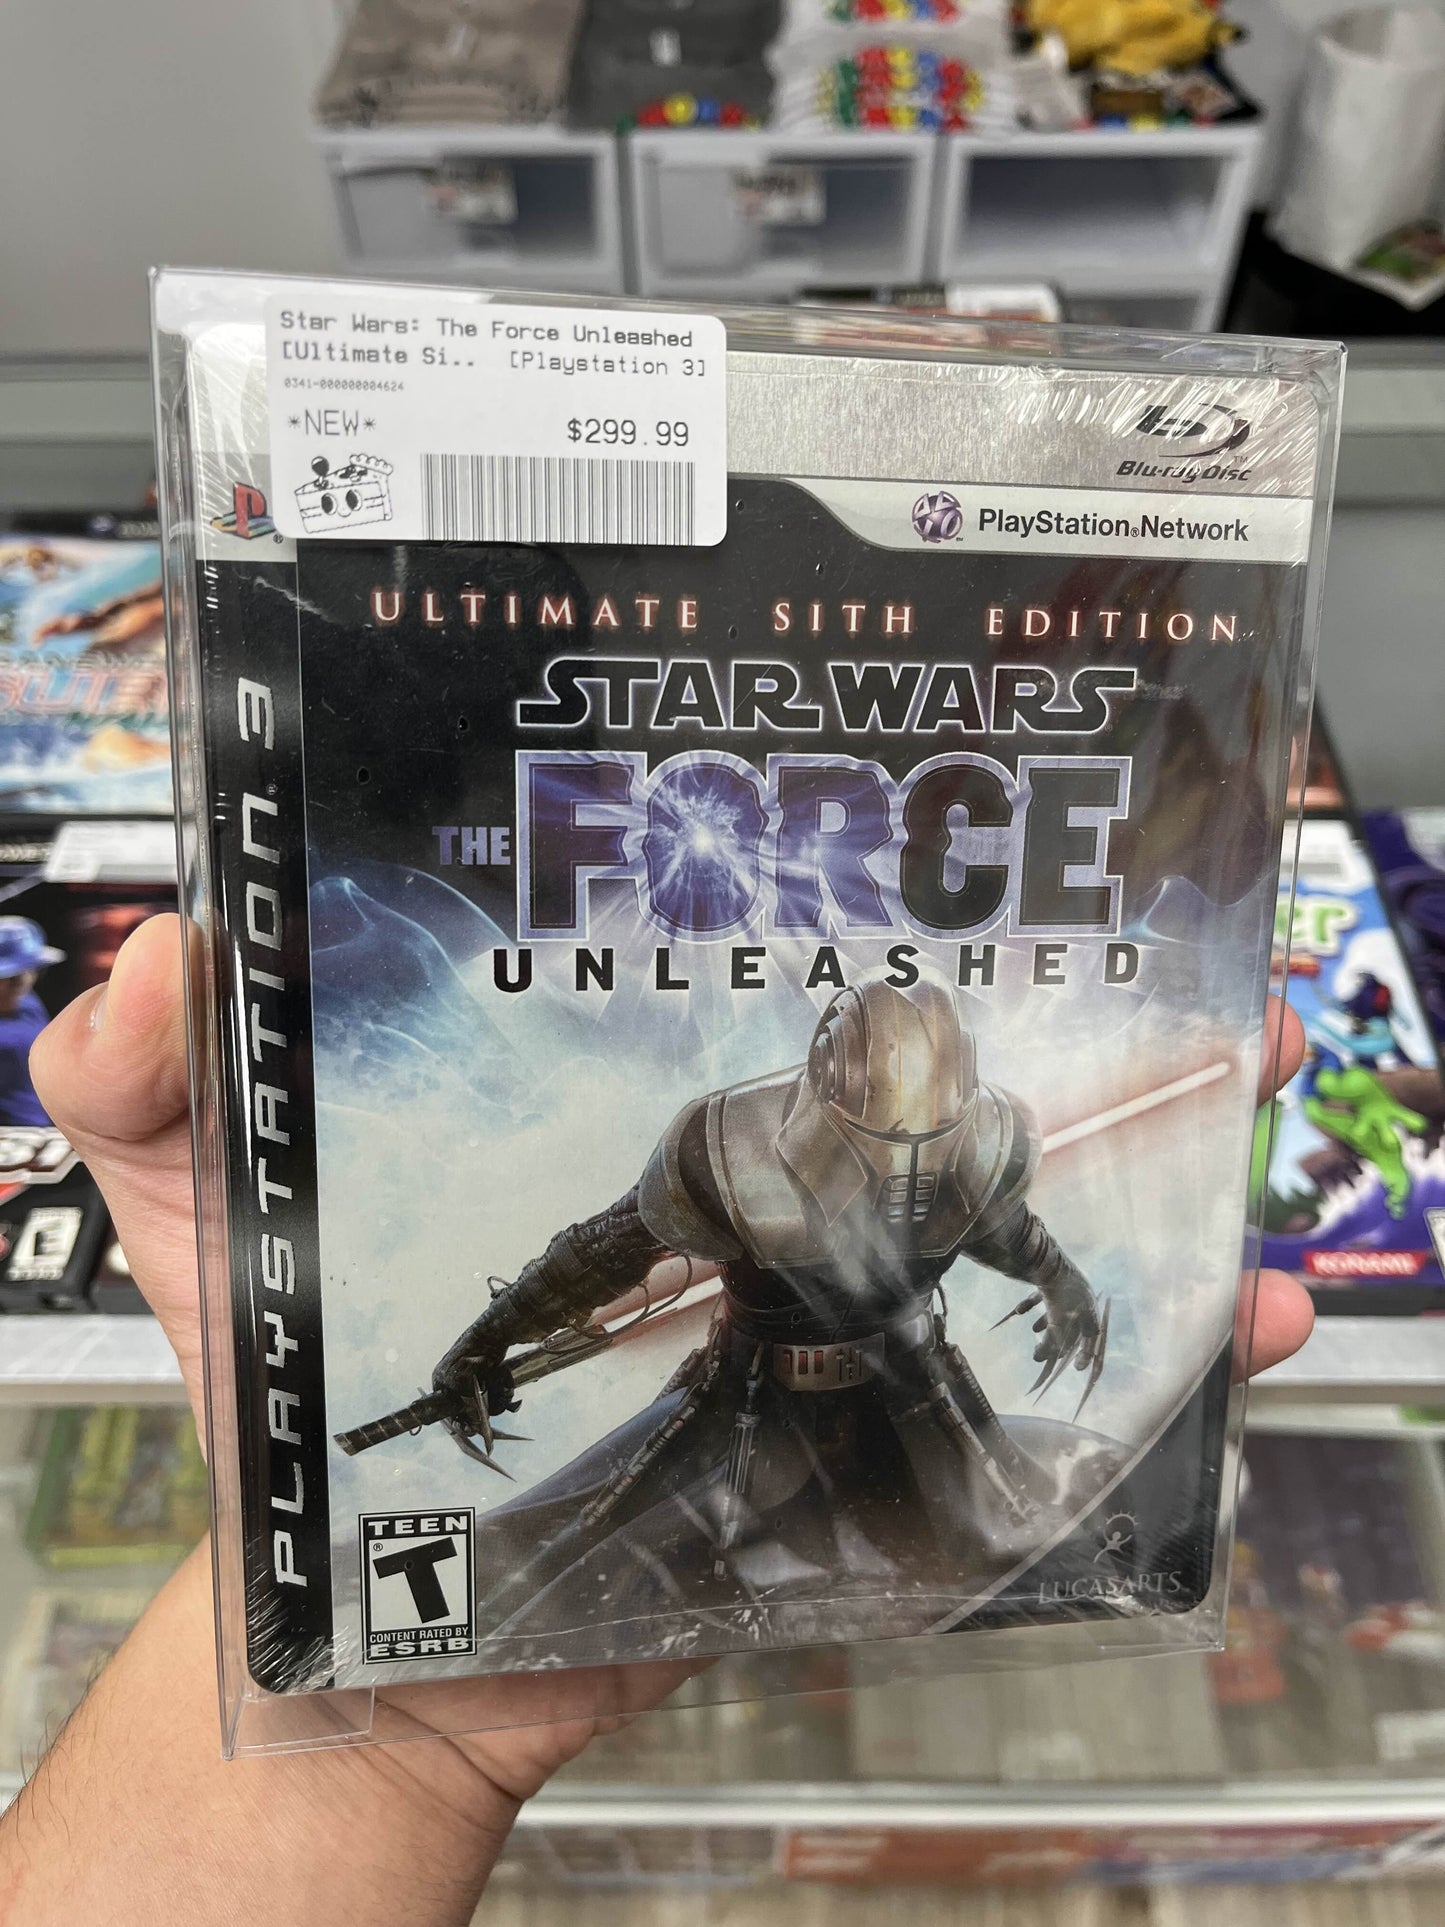 Star Wars: The Force Unleashed
[Ultimate Si.. [Playstation 3]
0341-000000004624
*NEW*
$299.99
Blu-ray Disc
TM
PlayStation®Network
ULTIMATE SITH EDITION
STAR WARS
THE FORCE
UNLEASHED
PLAYSTATION 3
TEEN
T
CONTENT RATED BY
ESRB
LUCASARTS
KONAMI
E